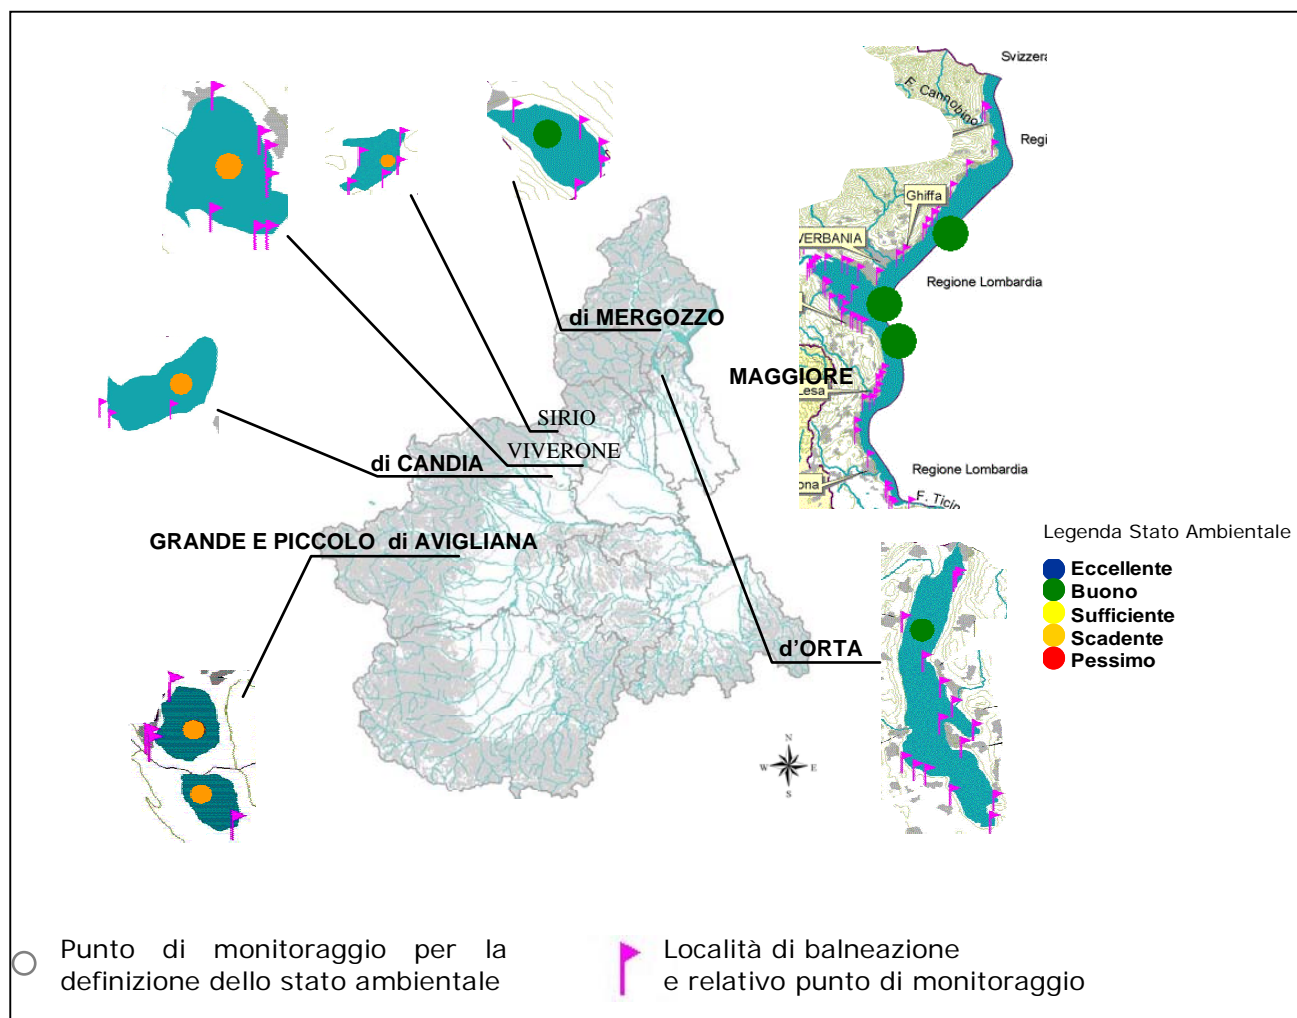 Svizzera
F. Cannobino
Regi
Ghiffa
VERBANIA
Regione Lombardia
di MERGOZZO
MAGGIORE
Lesa
SIRIO
VIVERONE
di CANDIA
Regione Lombardia
ona
F. Ticin
GRANDE E PICCOLO di AVIGLIANA
d'ORTA
Legenda Stato Ambientale
Eccellente
Buono
Sufficiente
Scadente
Pessimo
N
W E
S
Punto di monitoraggio per la
definizione dello stato ambientale
Località di balneazione
e relativo punto di monitoraggio